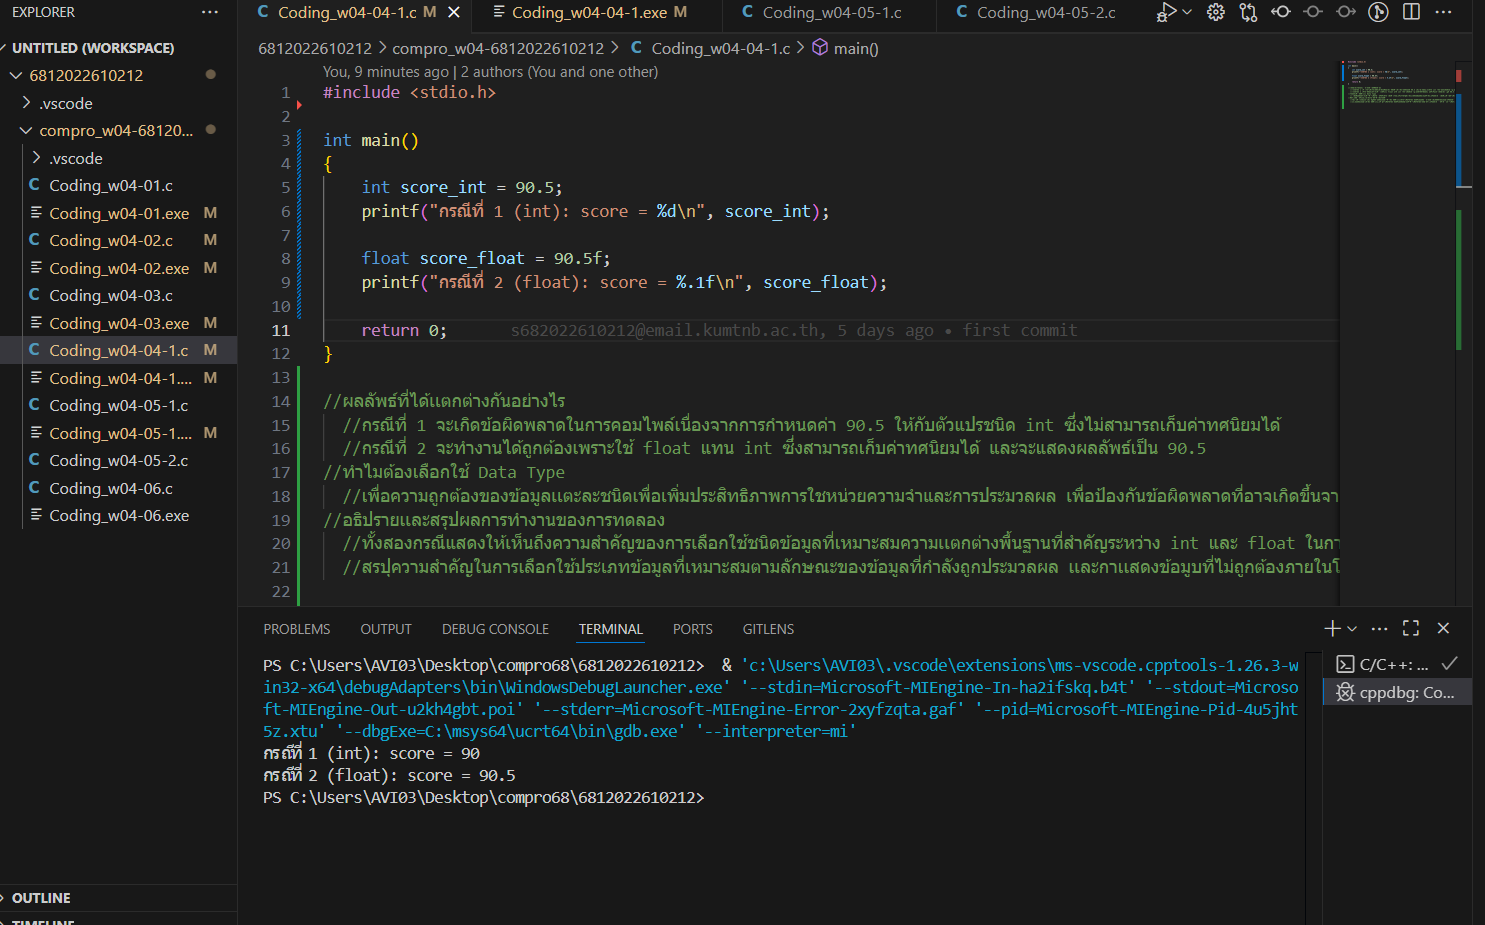 EXPLORER
UNTITLED (WORKSPACE)
6812022610212
.vscode
compro_w04-68120...
.vscode
Coding_w04-01.c
Coding_w04-01.exe M
Coding_w04-02.c M
Coding_w04-02.exe M
Coding_w04-03.c
Coding_w04-03.exe M
Coding_w04-04-1.c M
Coding_w04-04-1.... M
Coding_w04-05-1.c
Coding_w04-05-1.... M
Coding_w04-05-2.c
Coding_w04-06.c
Coding_w04-06.exe
OUTLINE
TIMELINE
Coding_w04-04-1.c M
Coding_w04-04-1.exe M
Coding_w04-05-1.c
Coding_w04-05-2.c
6812022610212 > compro_w04-6812022610212 > C Coding_w04-04-1.c > main()
You, 9 minutes ago | 2 authors (You and one other)
1 #include <stdio.h>
2
3 int main()
4 {
5 int score_int = 90.5;
6 printf("กรณีที่ 1 (int): score = %d\n", score_int);
7
8 float score_float = 90.5f;
9 printf("กรณีที่ 2 (float): score = %.1f\n", score_float);
10
11 return 0; s682022610212@email.kumtnb.ac.th, 5 days ago • first commit
12 }
13
14 //ผลลัพธ์ที่ได้แตกต่างกันอย่างไร
15 //กรณีที่ 1 จะเกิดข้อผิดพลาดในการคอมไพล์เนื่องจากการกำหนดค่า 90.5 ให้กับตัวแปรชนิด int ซึ่งไม่สามารถเก็บค่าทศนิยมได้
16 //กรณีที่ 2 จะทำงานได้ถูกต้องเพราะใช้ float แทน int ซึ่งสามารถเก็บค่าทศนิยมได้ และจะแสดงผลลัพธ์เป็น 90.5
17 //ทำไมต้องเลือกใช้ Data Type
18 //เพื่อความถูกต้องของข้อมูลแตะละชนิดเพื่อเพิ่มประสิทธิภาพการใชหน่วยความจำและการประมวลผล เพื่อป้องกันข้อผิดพลาดที่อาจเกิดขึ้นจา
19 //อธิปรายและสรุปผลการทำงานของการทดลอง
20 //ทั้งสองกรณีแสดงให้เห็นถึงความสำคัญของการเลือกใช้ชนิดข้อมูลที่เหมาะสมความแตกต่างพื้นฐานที่สำคัญระหว่าง int และ float ในกา
21 //สรปุความสำคัญในการเลือกใช้ประเภทข้อมูลที่เหมาะสมตามลักษณะของข้อมูลที่กำลังถูกประมวลผล และกาแสดงข้อมูบที่ไม่ถูกต้องภายในโ
22
PROBLEMS OUTPUT DEBUG CONSOLE TERMINAL PORTS GITLENS
PS C:\Users\AVI03\Desktop\compro68\6812022610212> & 'c:\Users\AVI03\.vscode\extensions\ms-vscode.cpptools-1.26.3-w
in32-x64\debugAdapters\bin\WindowsDebugLauncher.exe' '--stdin=Microsoft-MIEngine-In-ha2ifskq.b4t' '--stdout=Microso
ft-MIEngine-Out-u2kh4gbt.poi' '--stderr=Microsoft-MIEngine-Error-2xyfzqta.gaf' '--pid=Microsoft-MIEngine-Pid-4u5jht
5z.xtu' '--dbgExe=C:\msys64\ucrt64\bin\gdb.exe' '--interpreter=mi'
กรณีที่ 1 (int): score = 90
กรณีที่ 2 (float): score = 90.5
PS C:\Users\AVI03\Desktop\compro68\6812022610212>
C/C++: ...
cppdbg: Co...